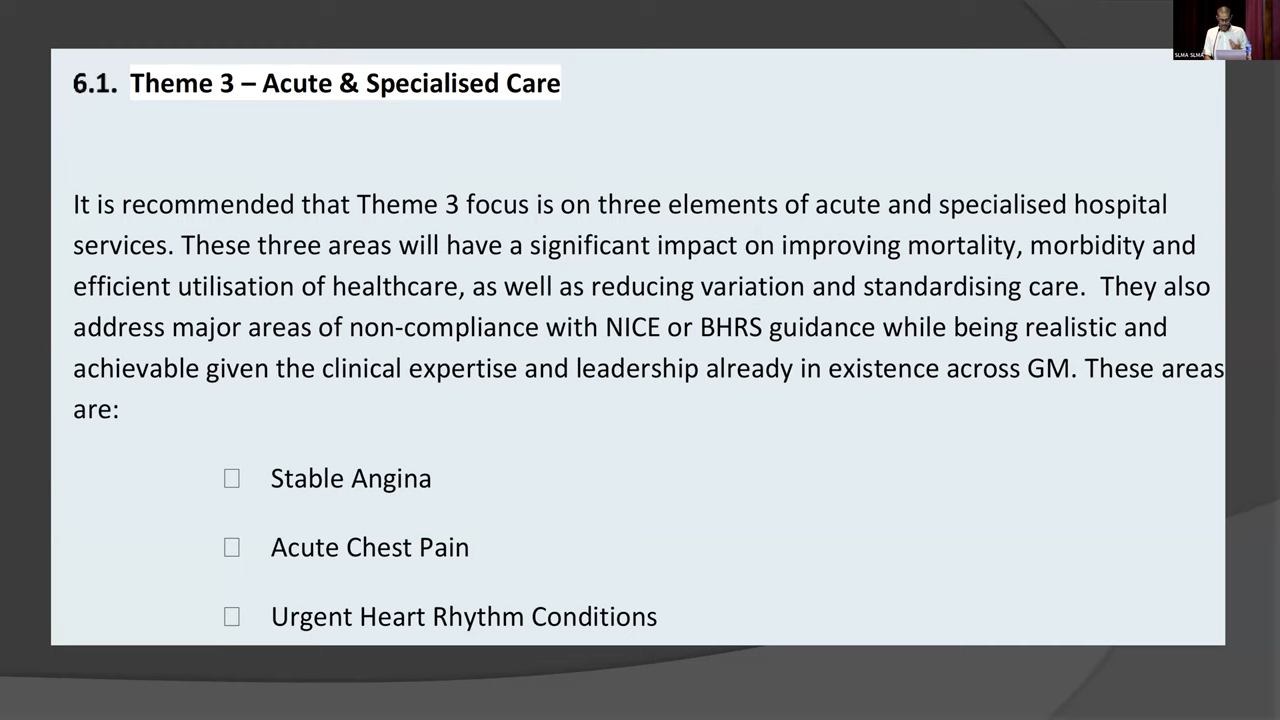 SLMA SLMA
6.1. Theme 3 – Acute & Specialised Care
It is recommended that Theme 3 focus is on three elements of acute and specialised hospital
services. These three areas will have a significant impact on improving mortality, morbidity and
efficient utilisation of healthcare, as well as reducing variation and standardising care. They also
address major areas of non-compliance with NICE or BHRS guidance while being realistic and
achievable given the clinical expertise and leadership already in existence across GM. These areas
are:
Stable Angina
Acute Chest Pain
Urgent Heart Rhythm Conditions